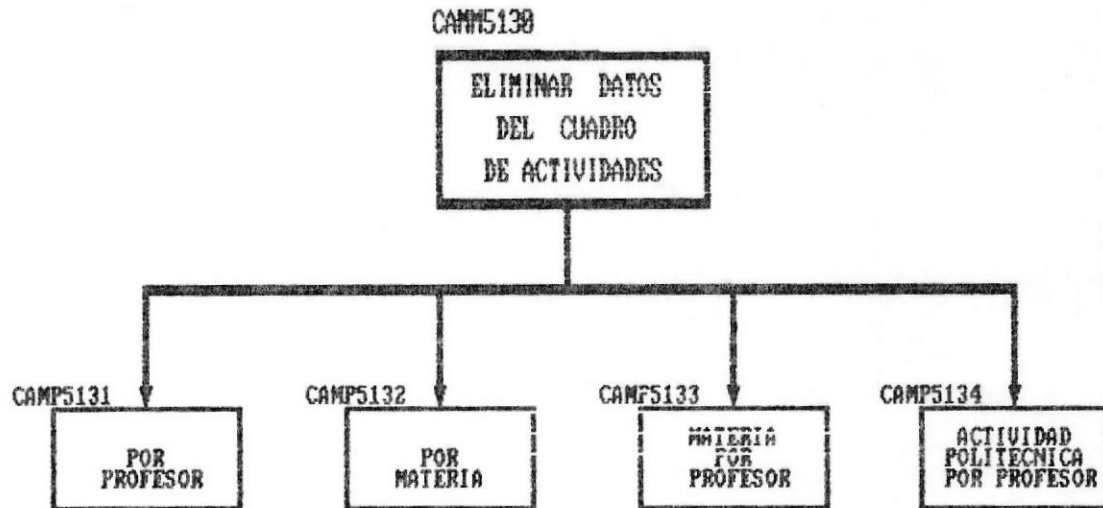 CAMM5130
ELIMINAR DATOS
DEL CUADRO
DE ACTIVIDADES
CAMP5131
POR
PROFESOR
CAMP5132
POR
MATERIA
CAMP5133
MATERIA
POR
PROFESOR
CAMP5134
ACTIVIDAD
POLITECNICA
POR PROFESOR